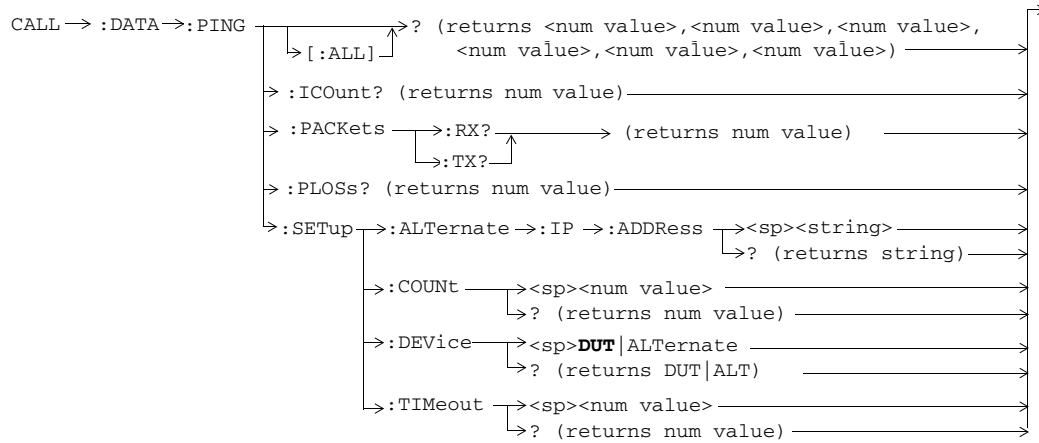 CALL :DATA :PING ? (returns <num value>,<num value>,<num value>,
[:ALL] <num value>,<num value>,<num value>)
:ICOunt? (returns num value)
:PACKets :RX? (returns num value)
:TX?
:PLOSs? (returns num value)
:SETup :ALTernate :IP :ADDRess <sp><string>
? (returns string)
:COUNt <sp><num value>
? (returns num value)
:DEVice <sp>DUT|ALTernate
? (returns DUT|ALT)
:TIMeout <sp><num value>
? (returns num value)